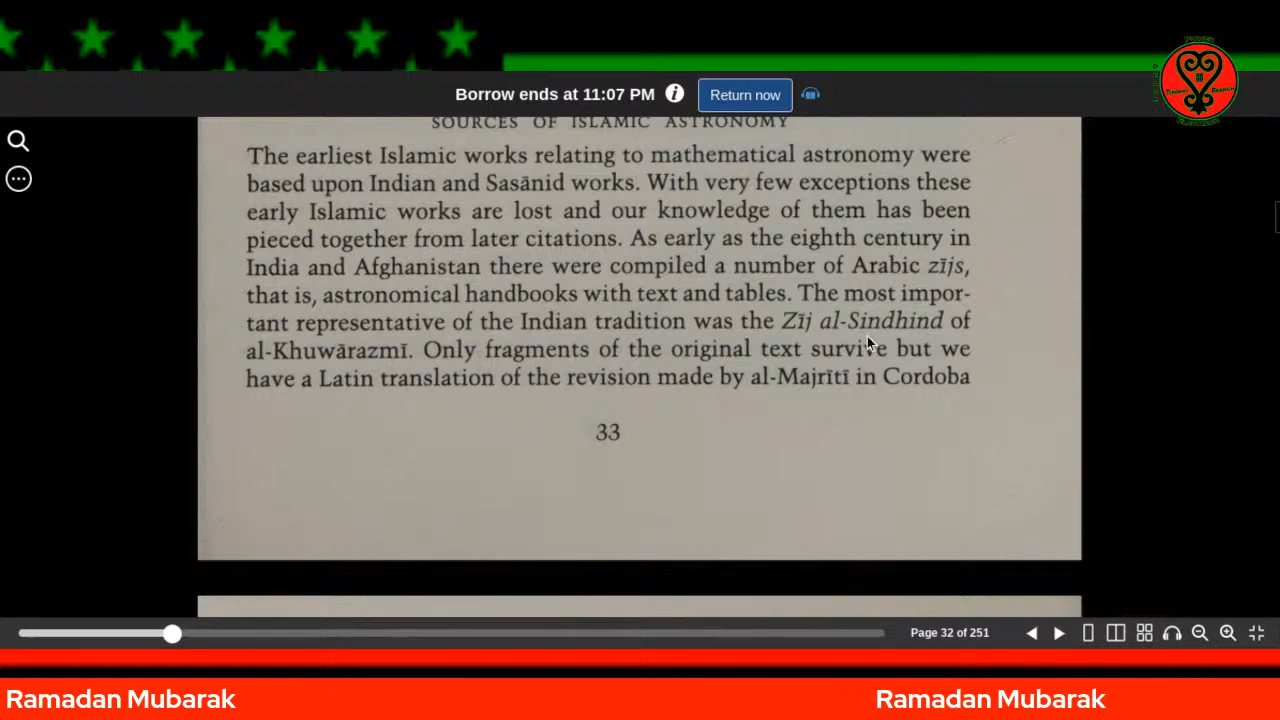 Borrow ends at 11:07 PM
Return now
SOURCES OF ISLAMIC ASTRONOMY
The earliest Islamic works relating to mathematical astronomy were
based upon Indian and Sasānid works. With very few exceptions these
early Islamic works are lost and our knowledge of them has been
pieced together from later citations. As early as the eighth century in
India and Afghanistan there were compiled a number of Arabic zījs,
that is, astronomical handbooks with text and tables. The most impor-
tant representative of the Indian tradition was the Zīj al-Sindhind of
al-Khuwārazmī. Only fragments of the original text survive but we
have a Latin translation of the revision made by al-Majrītī in Cordoba
33
Page 32 of 251
Ramadan Mubarak
Ramadan Mubarak